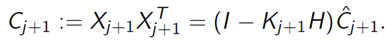 C_{j+1} := X_{j+1}X_{j+1}^T = (I − K_{j+1}H)Ĉ_{j+1}.